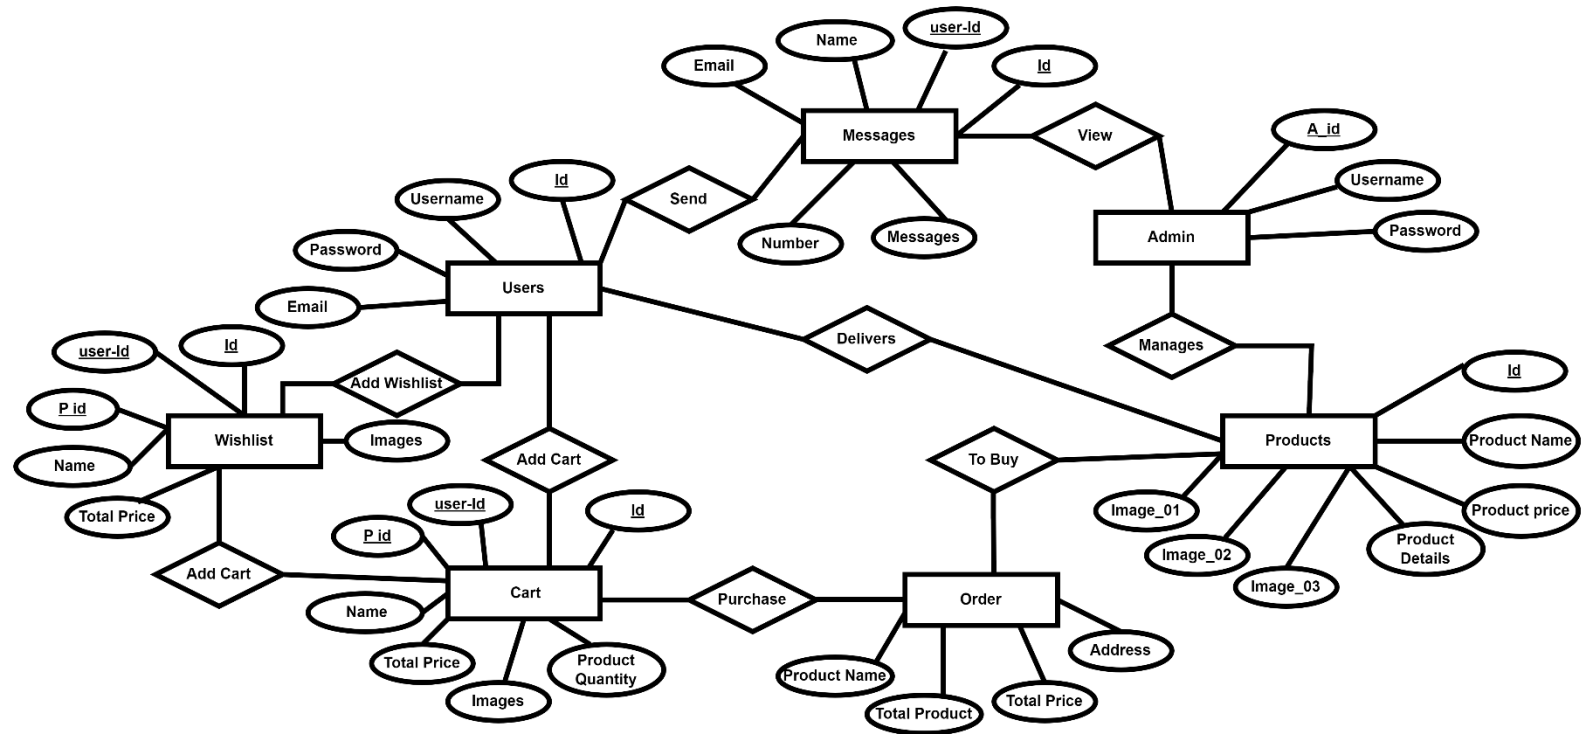 user-Id
Name
Email
Id
Messages
View
A_id
Username
Password
Admin
Number
Messages
Send
Id
Username
Password
Email
Users
Delivers
Manages
user-Id
Id
P id
Name
Total Price
Images
Wishlist
Add Wishlist
Add Cart
Add Cart
P id
user-Id
Id
Cart
Name
Total Price
Images
Product
Quantity
Purchase
Order
Product Name
Total Product
Total Price
Address
To Buy
Products
Id
Product Name
Product price
Product
Details
Image_01
Image_02
Image_03